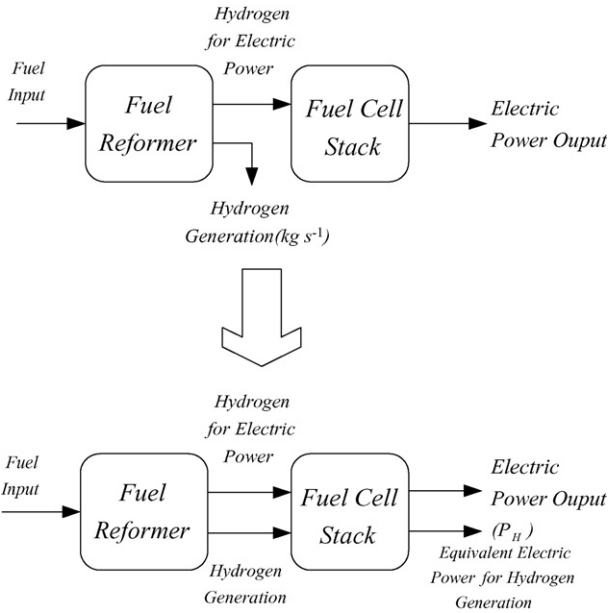 Hydrogen
for Electric
Power
Fuel
Input
Fuel
Reformer
Fuel Cell
Stack
Electric
Power Ouput
Hydrogen
Generation(kg s⁻¹)
Hydrogen
for Electric
Power
Fuel
Input
Fuel
Reformer
Fuel Cell
Stack
Electric
Power Ouput
(P H )
Equivalent Electric
Power for Hydrogen
Generation
Hydrogen
Generation